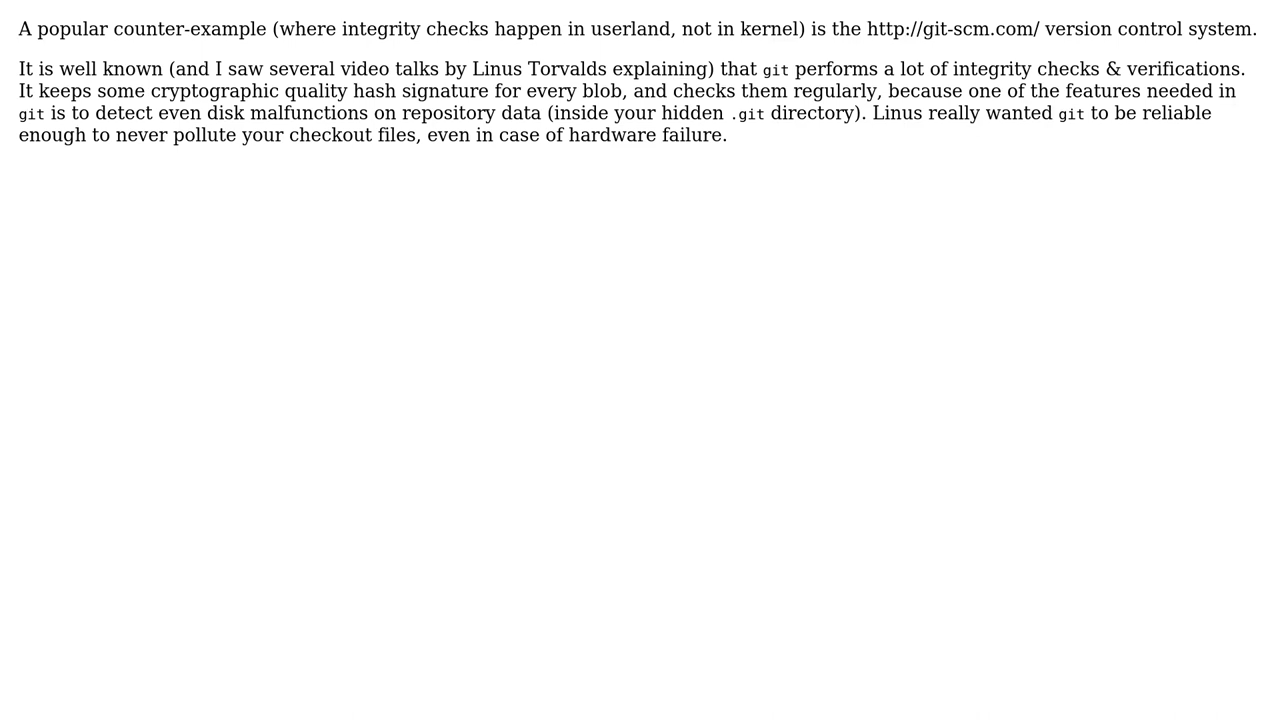 A popular counter-example (where integrity checks happen in userland, not in kernel) is the http://git-scm.com/ version control system.
It is well known (and I saw several video talks by Linus Torvalds explaining) that git performs a lot of integrity checks & verifications.
It keeps some cryptographic quality hash signature for every blob, and checks them regularly, because one of the features needed in
git is to detect even disk malfunctions on repository data (inside your hidden .git directory). Linus really wanted git to be reliable
enough to never pollute your checkout files, even in case of hardware failure.